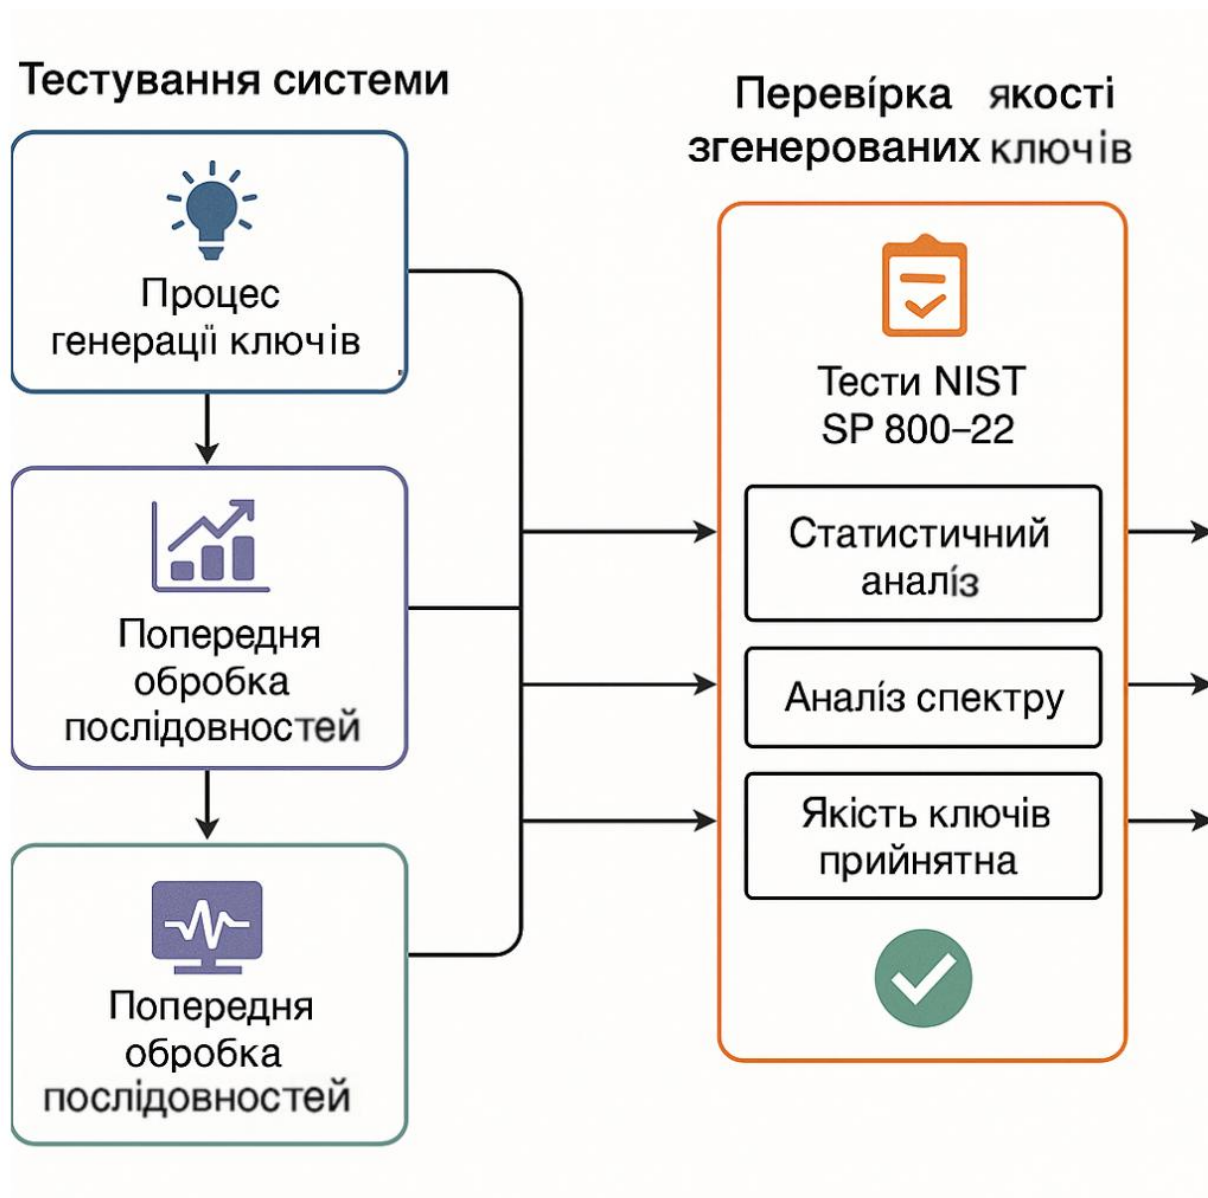 Тестування системи
Процес
генерації ключів
Попередня
обробка
послідовностей
Попередня
обробка
послідовностей
Перевірка якості
згенерованих ключів
Тести NIST
SP 800–22
Статистичний
аналіз
Аналіз спектру
Якість ключів
прийнятна